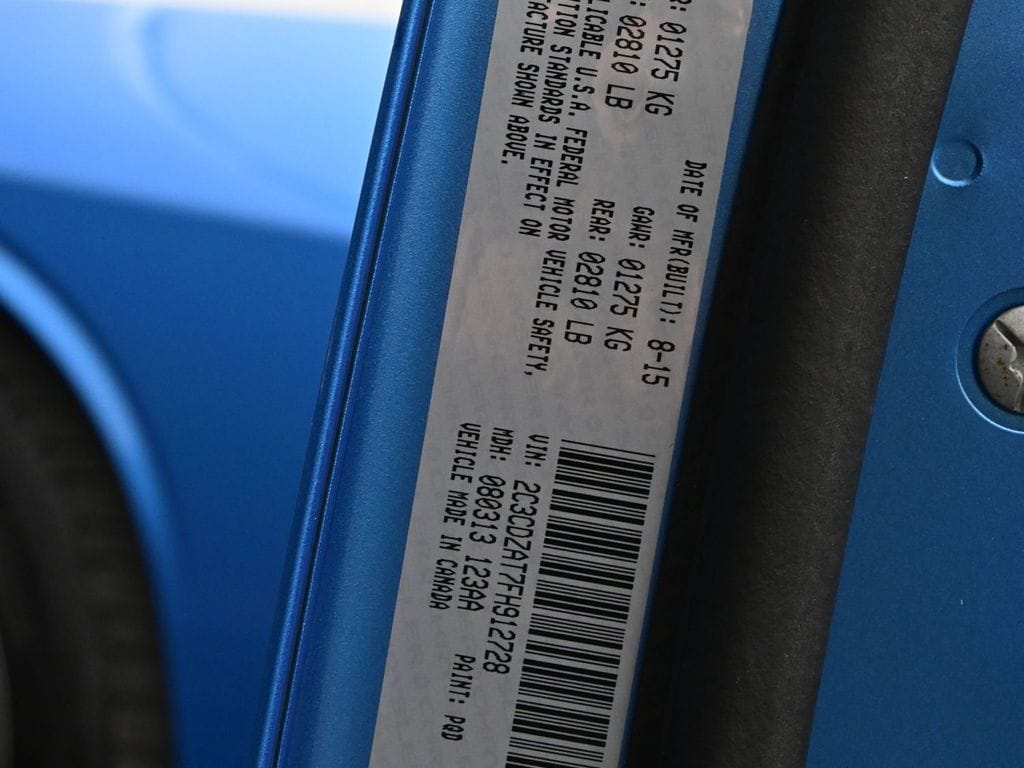 DATE OF MFR(BUILT): 8-15
R: 01275 KG GAWR: 01275 KG
: 02810 LB REAR: 02810 LB
LICABLE U.S.A. FEDERAL MOTOR VEHICLE SAFETY,
TION STANDARDS IN EFFECT ON
FACTURE SHOWN ABOVE.
VIN: 2C3CDZAT7FH912728
MDH: 080313 123AA PAINT: PQD
VEHICLE MADE IN CANADA